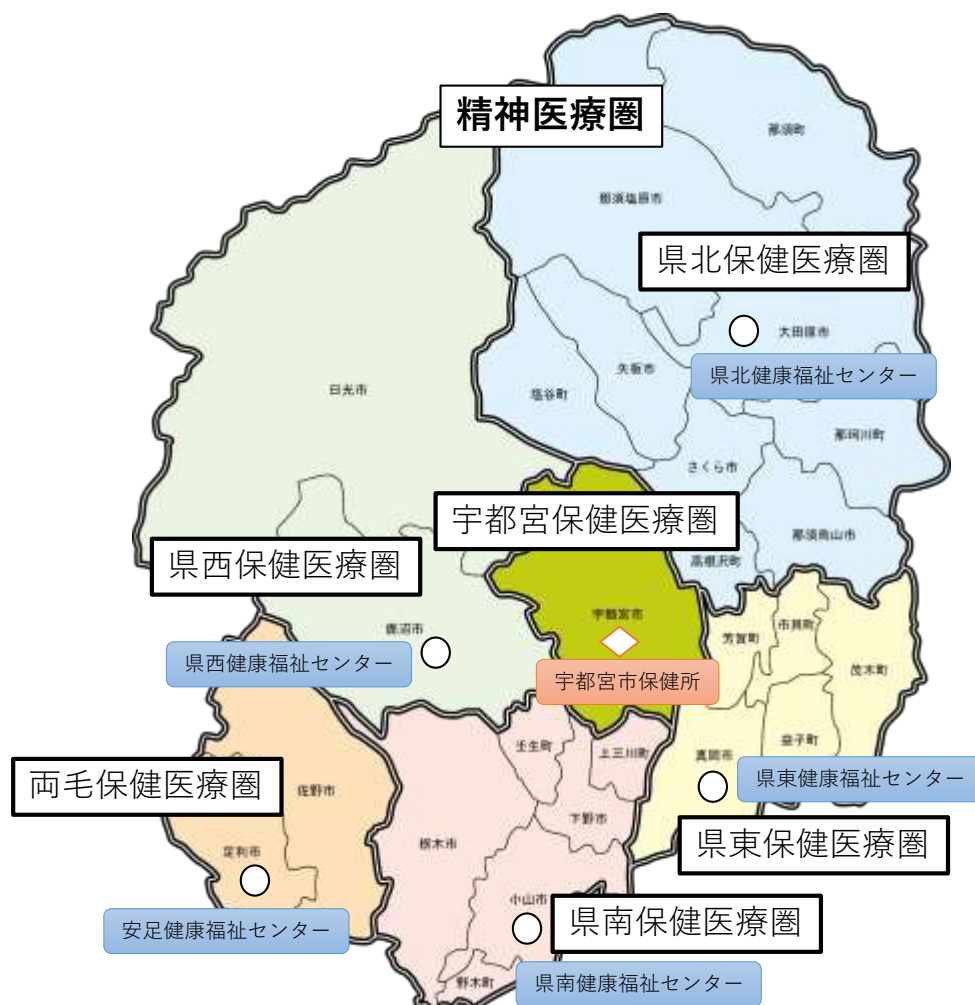 精神医療圏
那須町
那須塩原市
県北保健医療圏
大田原市
県北健康福祉センター
矢板市
塩谷町
日光市
那珂川町
さくら市
宇都宮保健医療圏
那須烏山市
県西保健医療圏
高根沢町
宇都宮市
芳賀町
市貝町
鹿沼市
県西健康福祉センター
宇都宮市保健所
茂木町
壬生町
上三川町
真岡市
益子町
県東健康福祉センター
両毛保健医療圏
佐野市
下野市
栃木市
県東保健医療圏
足利市
小山市
県南保健医療圏
安足健康福祉センター
野木町
県南健康福祉センター